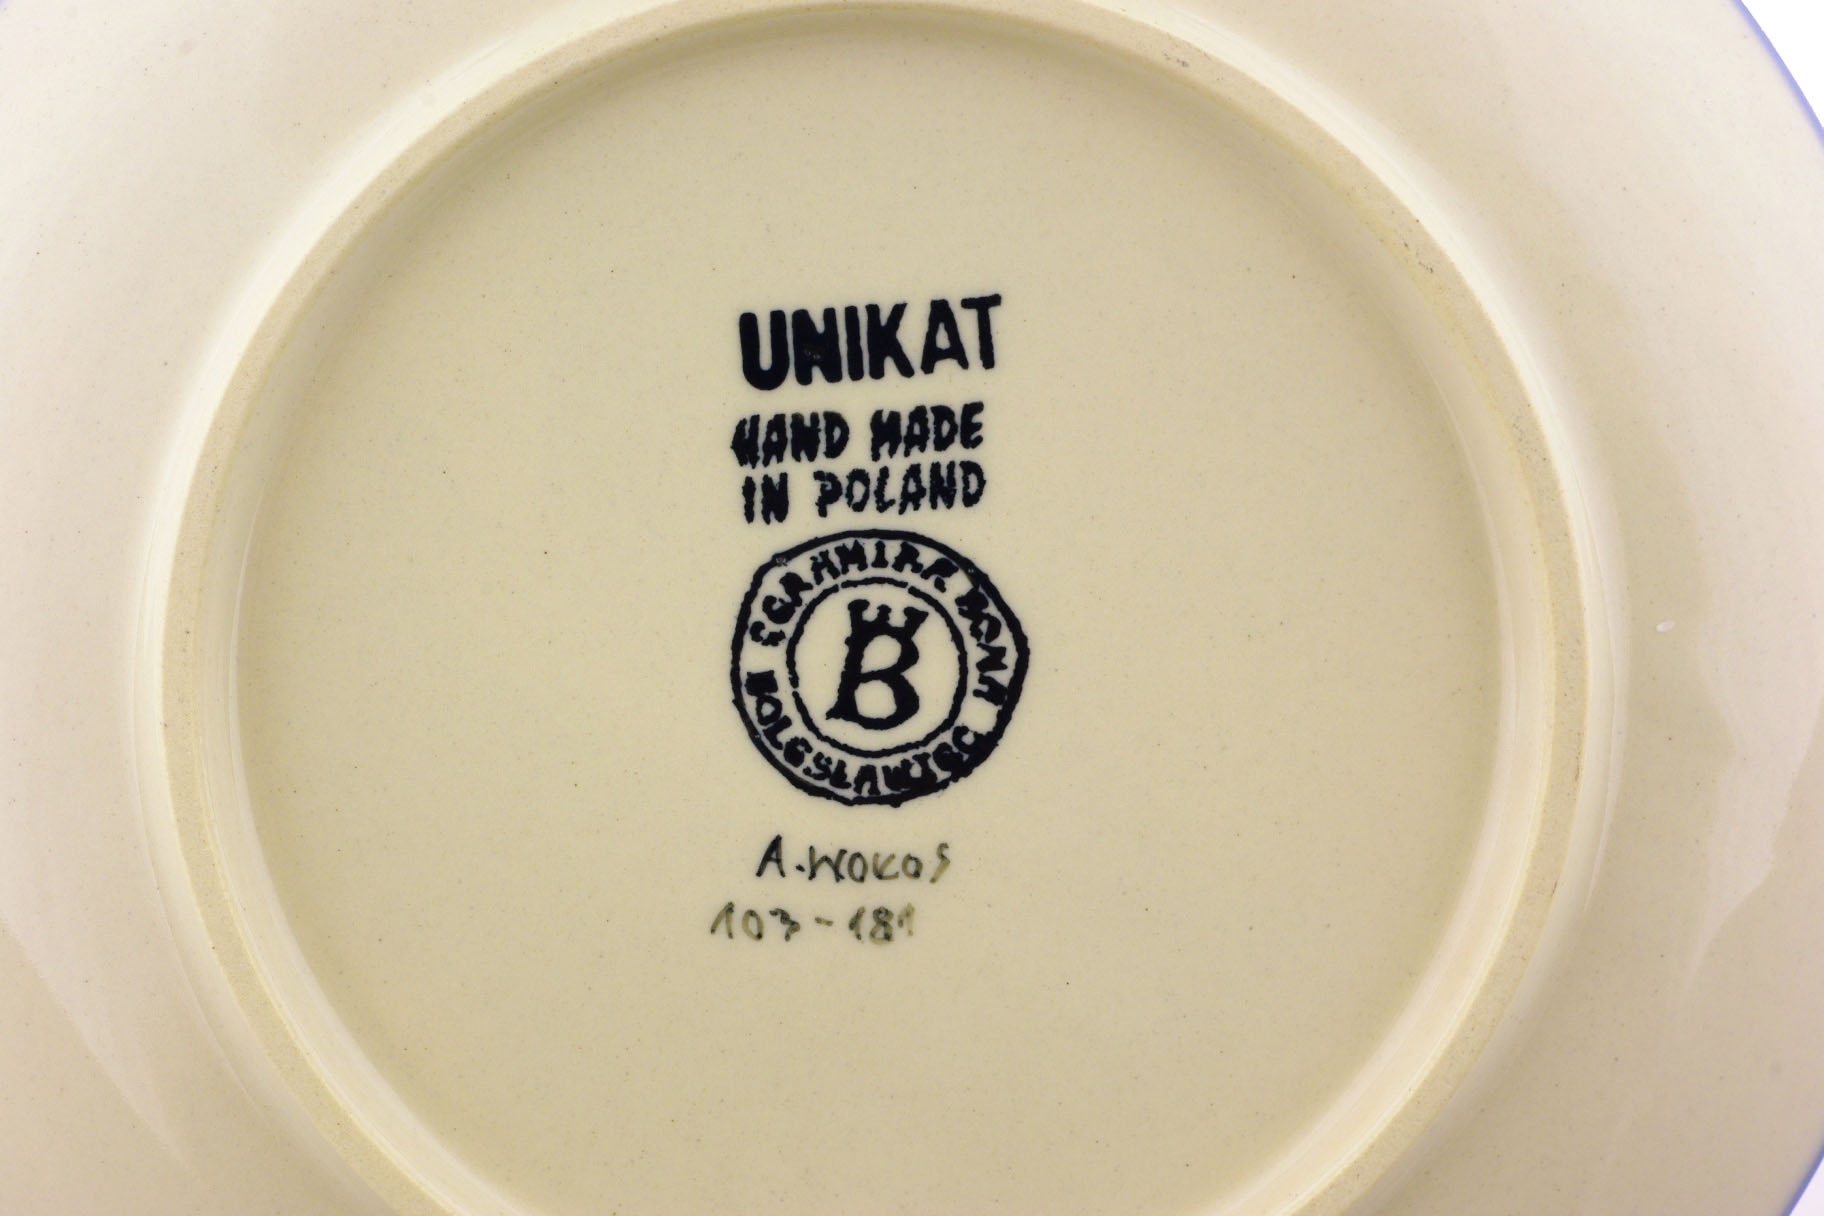 UNIKAT
HAND MADE
IN POLAND
CERAMIKA BONA
BOLESŁAWIEC
B
A. WOKOS
103-181